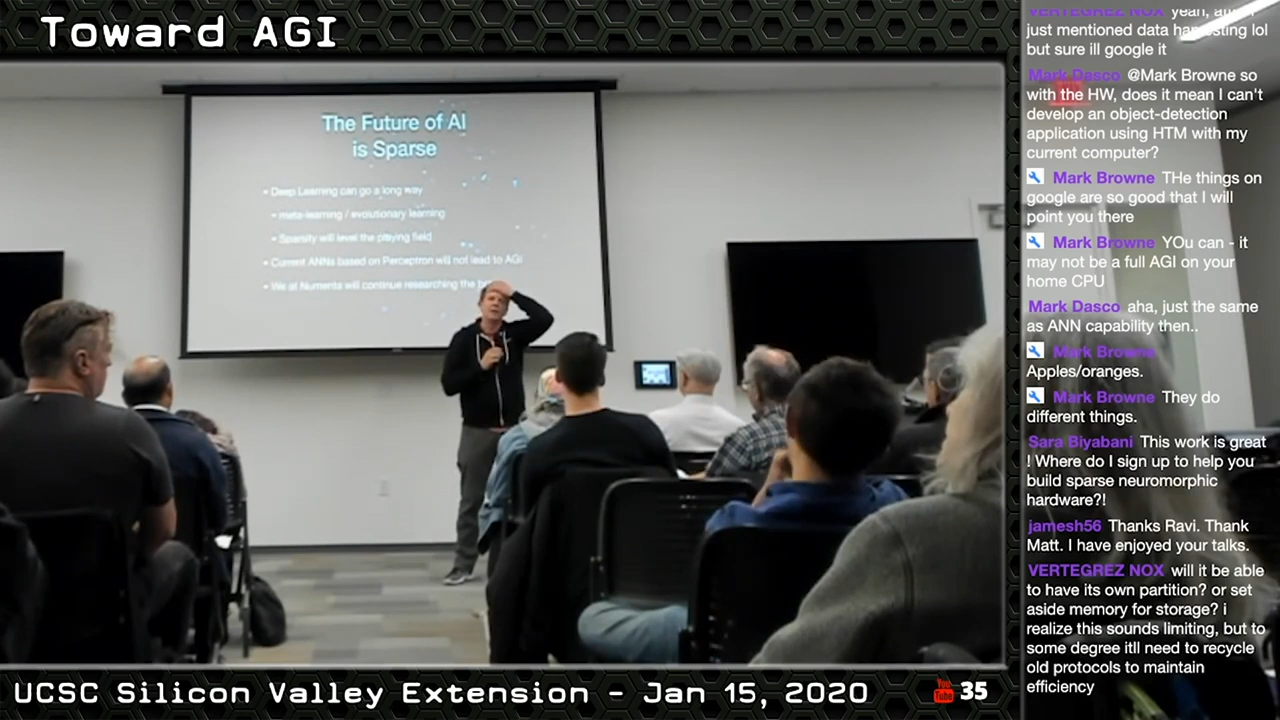 Toward AGI
The Future of AI
is Sparse
• Deep Learning can go a long way
• meta-learning / evolutionary learning
• Sparsity will level the playing field
• Current ANNs based on Perceptron will not lead to AGI
• We at Numenta will continue researching the
UCSC Silicon Valley Extension - Jan 15, 2020
You
Tube
35
VERTEGREZ NOX yeah,
just mentioned data harvesting lol
but sure ill google it
Mark Dasco @Mark Browne so
with the HW, does it mean I can't
develop an object-detection
application using HTM with my
current computer?
Mark Browne THe things on
google are so good that I will
point you there
Mark Browne YOu can - it
may not be a full AGI on your
home CPU
Mark Dasco aha, just the same
as ANN capability then..
Mark Browne
Apples/oranges.
Mark Browne They do
different things.
Sara Biyabani This work is great
! Where do I sign up to help you
build sparse neuromorphic
hardware?!
jamesh56 Thanks Ravi. Thank
Matt. I have enjoyed your talks.
VERTEGREZ NOX will it be able
to have its own partition? or set
aside memory for storage? i
realize this sounds limiting, but to
some degree itll need to recycle
old protocols to maintain
efficiency